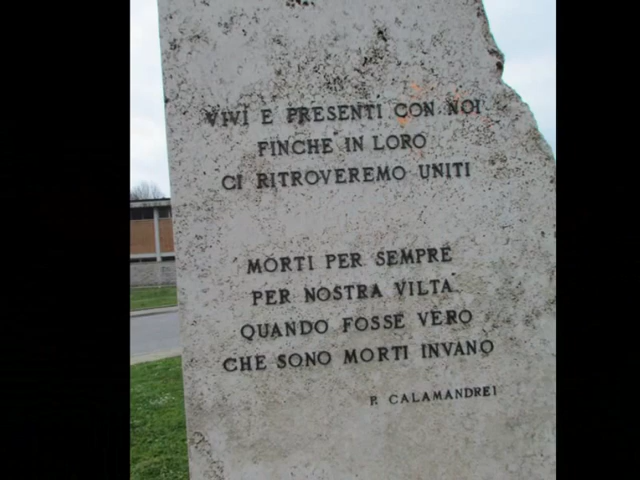 VIVI E PRESENTI CON NOI
FINCHE IN LORO
CI RITROVEREMO UNITI
MORTI PER SEMPRE
PER NOSTRA VILTA
QUANDO FOSSE VERO
CHE SONO MORTI INVANO
P. CALAMANDREI